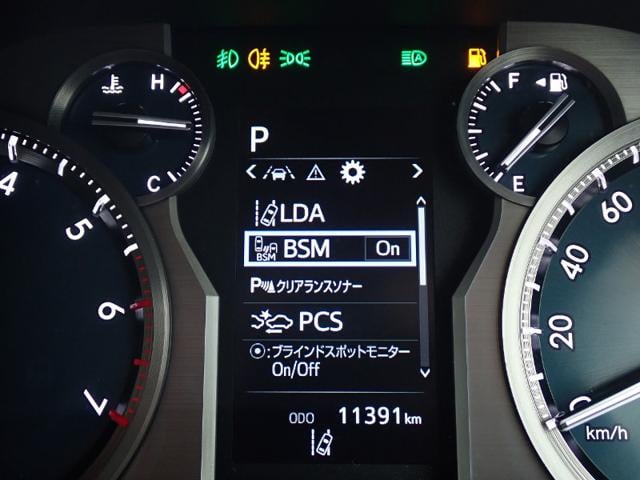 A
H
C
F
E
P
LDA
BSM
BSM On
P クリアランスソナー
PCS
:ブラインドスポットモニター
On/Off
ODO 11391 km
4
5
6
7
60
40
20
0
km/h